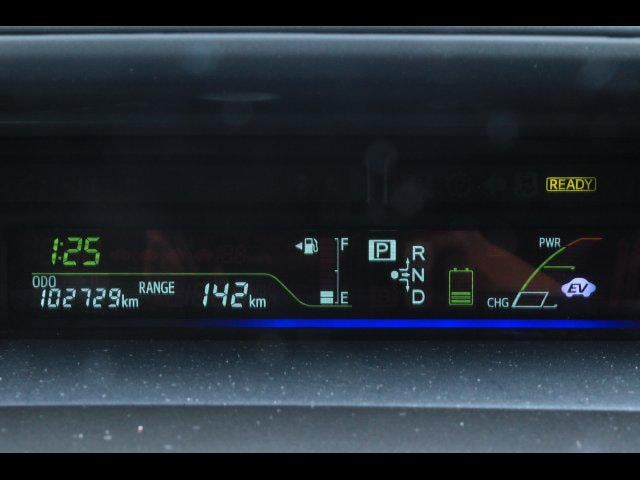 READY
1:25
F
P
R
PWR
N
ODO
102729km
RANGE
142km
E
D
CHG
EV